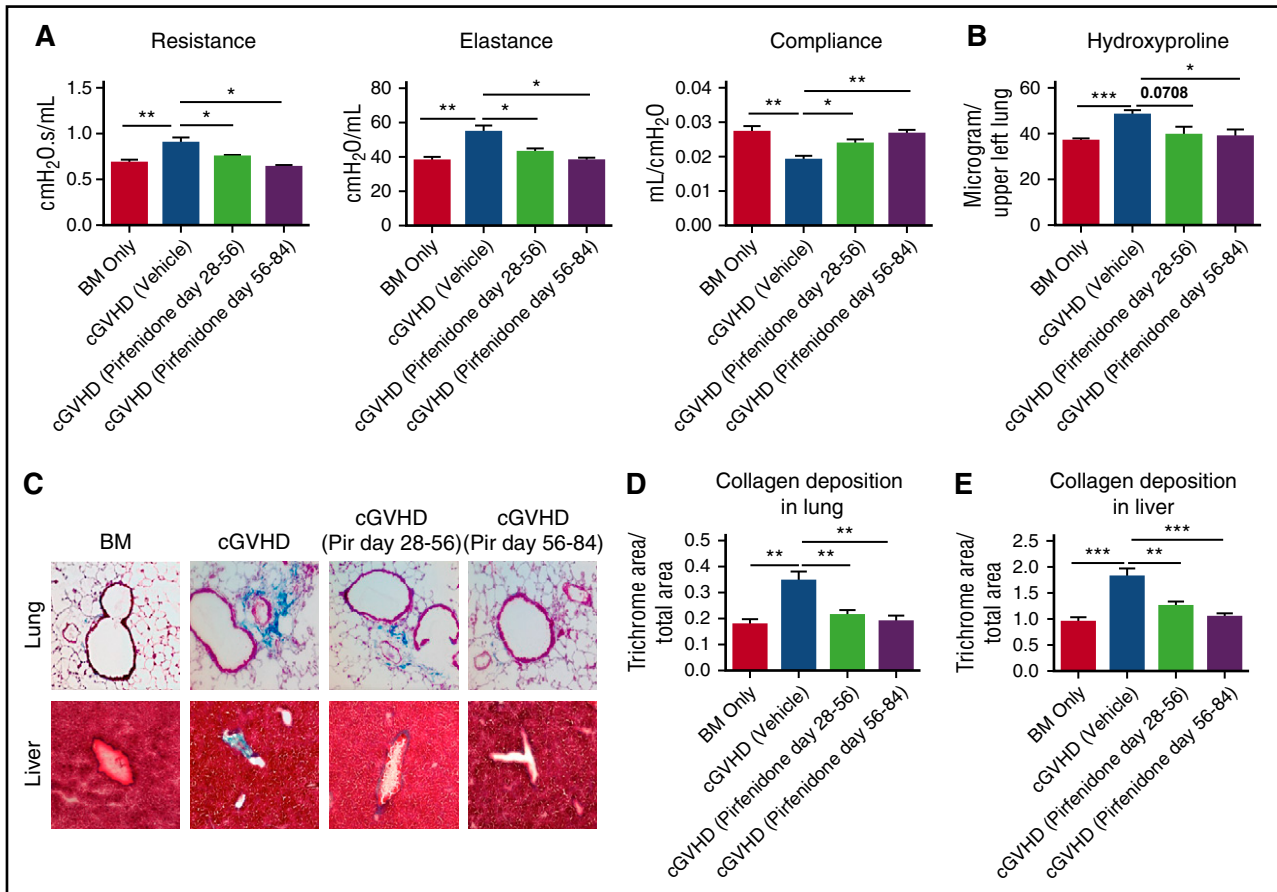 A
Resistance
cmH2O.s/mL
1.5
1.0
0.5
0.0
**
*
*
BM Only
cGVHD (Vehicle)
cGVHD (Pirfenidone day 28-56)
cGVHD (Pirfenidone day 56-84)
Elastance
cmH2O/mL
80
60
40
20
0
**
*
*
BM Only
cGVHD (Vehicle)
cGVHD (Pirfenidone day 28-56)
cGVHD (Pirfenidone day 56-84)
Compliance
mL/cmH2O
0.04
0.03
0.02
0.01
0.00
**
**
*
BM Only
cGVHD (Vehicle)
cGVHD (Pirfenidone day 28-56)
cGVHD (Pirfenidone day 56-84)
B
Hydroxyproline
Microgram/
upper left lung
60
40
20
0
***
*
0.0708
BM Only
cGVHD (Vehicle)
cGVHD (Pirfenidone day 28-56)
cGVHD (Pirfenidone day 56-84)
C
BM
cGVHD
cGVHD
(Pir day 28-56)
cGVHD
(Pir day 56-84)
Lung
Liver
D
Collagen deposition
in lung
Trichrome area/
total area
0.5
0.4
0.3
0.2
0.1
0.0
**
**
**
BM Only
cGVHD (Vehicle)
cGVHD (Pirfenidone day 28-56)
cGVHD (Pirfenidone day 56-84)
E
Collagen deposition
in liver
Trichrome area/
total area
2.5
2.0
1.5
1.0
0.5
0.0
***
***
**
BM Only
cGVHD (Vehicle)
cGVHD (Pirfenidone day 28-56)
cGVHD (Pirfenidone day 56-84)